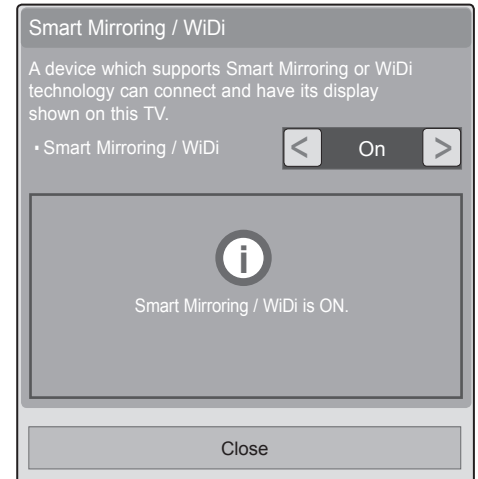 Smart Mirroring / WiDi
A device which supports Smart Mirroring or WiDi
technology can connect and have its display
shown on this TV.
▪ Smart Mirroring / WiDi < On >
i
Smart Mirroring / WiDi is ON.
Close